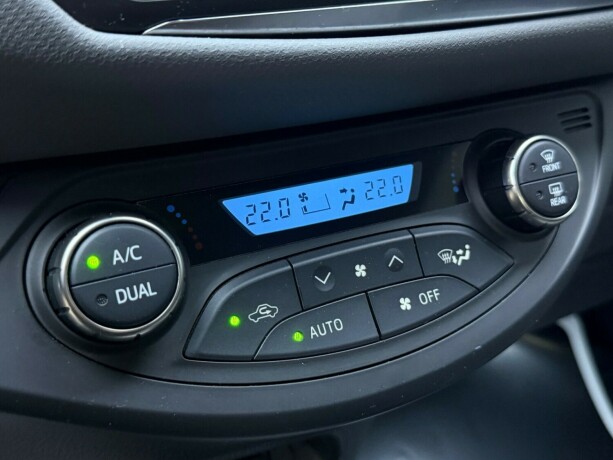 22.0 22.0
FRONT
REAR
A/C
DUAL
AUTO
OFF